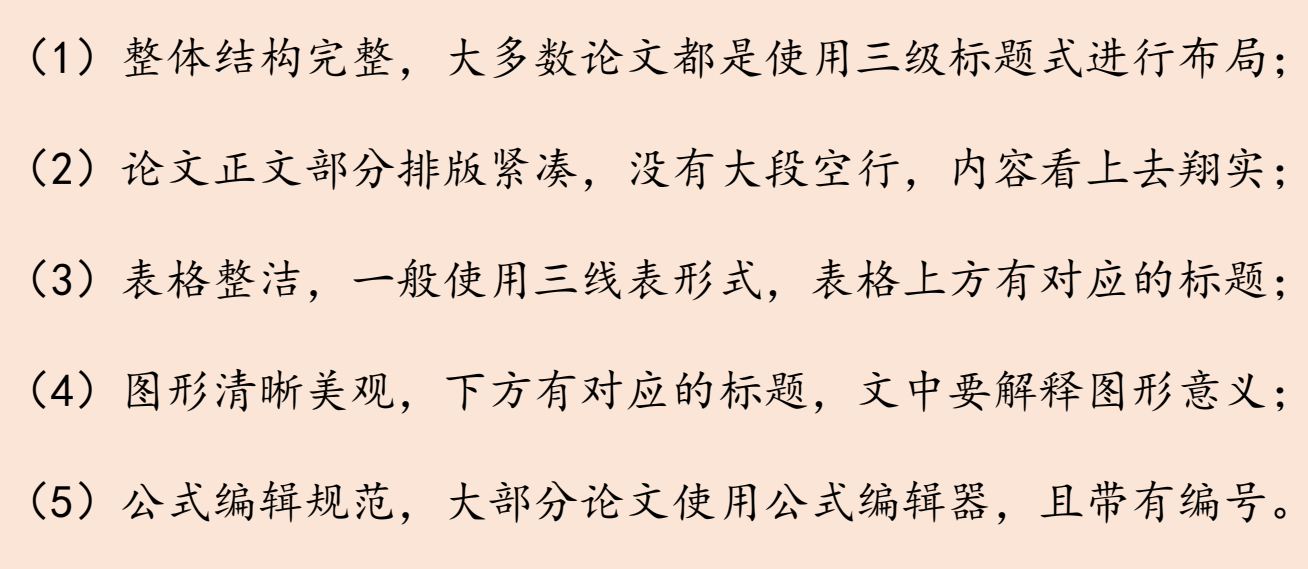 （1）整体结构完整，大多数论文都是使用三级标题式进行布局；
（2）论文正文部分排版紧凑，没有大段空行，内容看上去翔实；
（3）表格整洁，一般使用三线表形式，表格上方有对应的标题；
（4）图形清晰美观，下方有对应的标题，文中要解释图形意义；
（5）公式编辑规范，大部分论文使用公式编辑器，且带有编号。